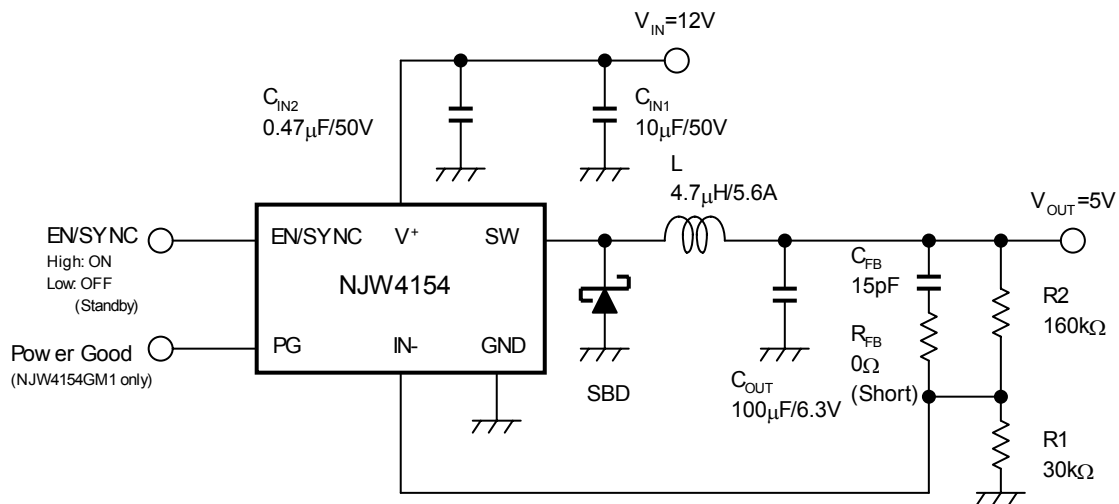 V_IN=12V
C_IN2
0.47µF/50V
C_IN1
10µF/50V
L
4.7µH/5.6A
V_OUT=5V
EN/SYNC
High: ON
Low: OFF
(Standby)
EN/SYNC
V+
SW
NJW4154
PG
IN-
GND
Power Good
(NJW4154GM1 only)
SBD
C_OUT
100µF/6.3V
C_FB
15pF
R_FB
0Ω
(Short)
R2
160kΩ
R1
30kΩ